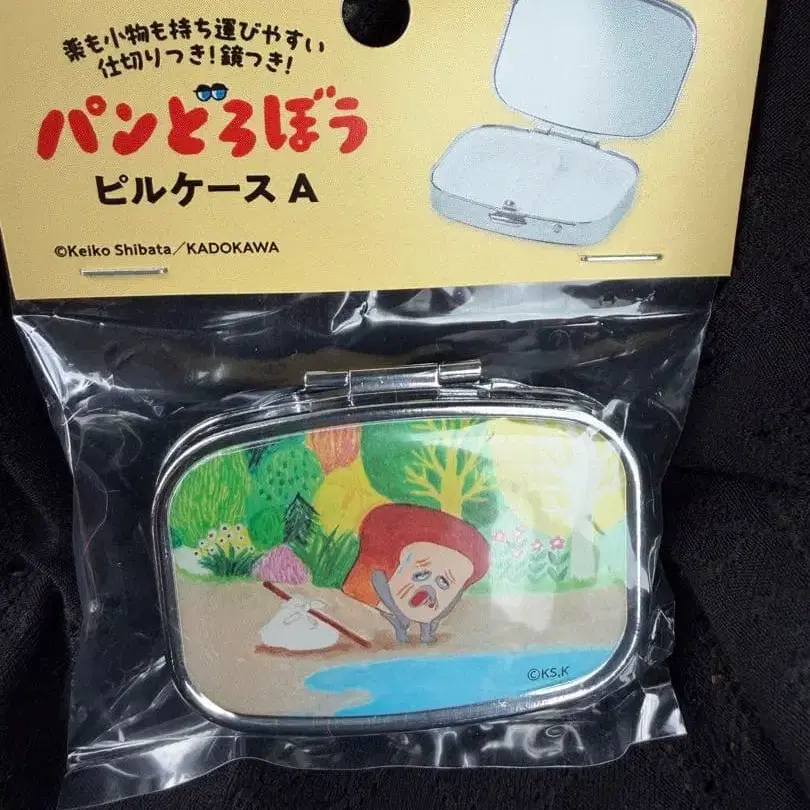 薬も小物も持ち運びやすい
仕切りつき!鏡つき!
パンどろぼう
ピルケース A
©Keiko Shibata／KADOKAWA
©KS,K